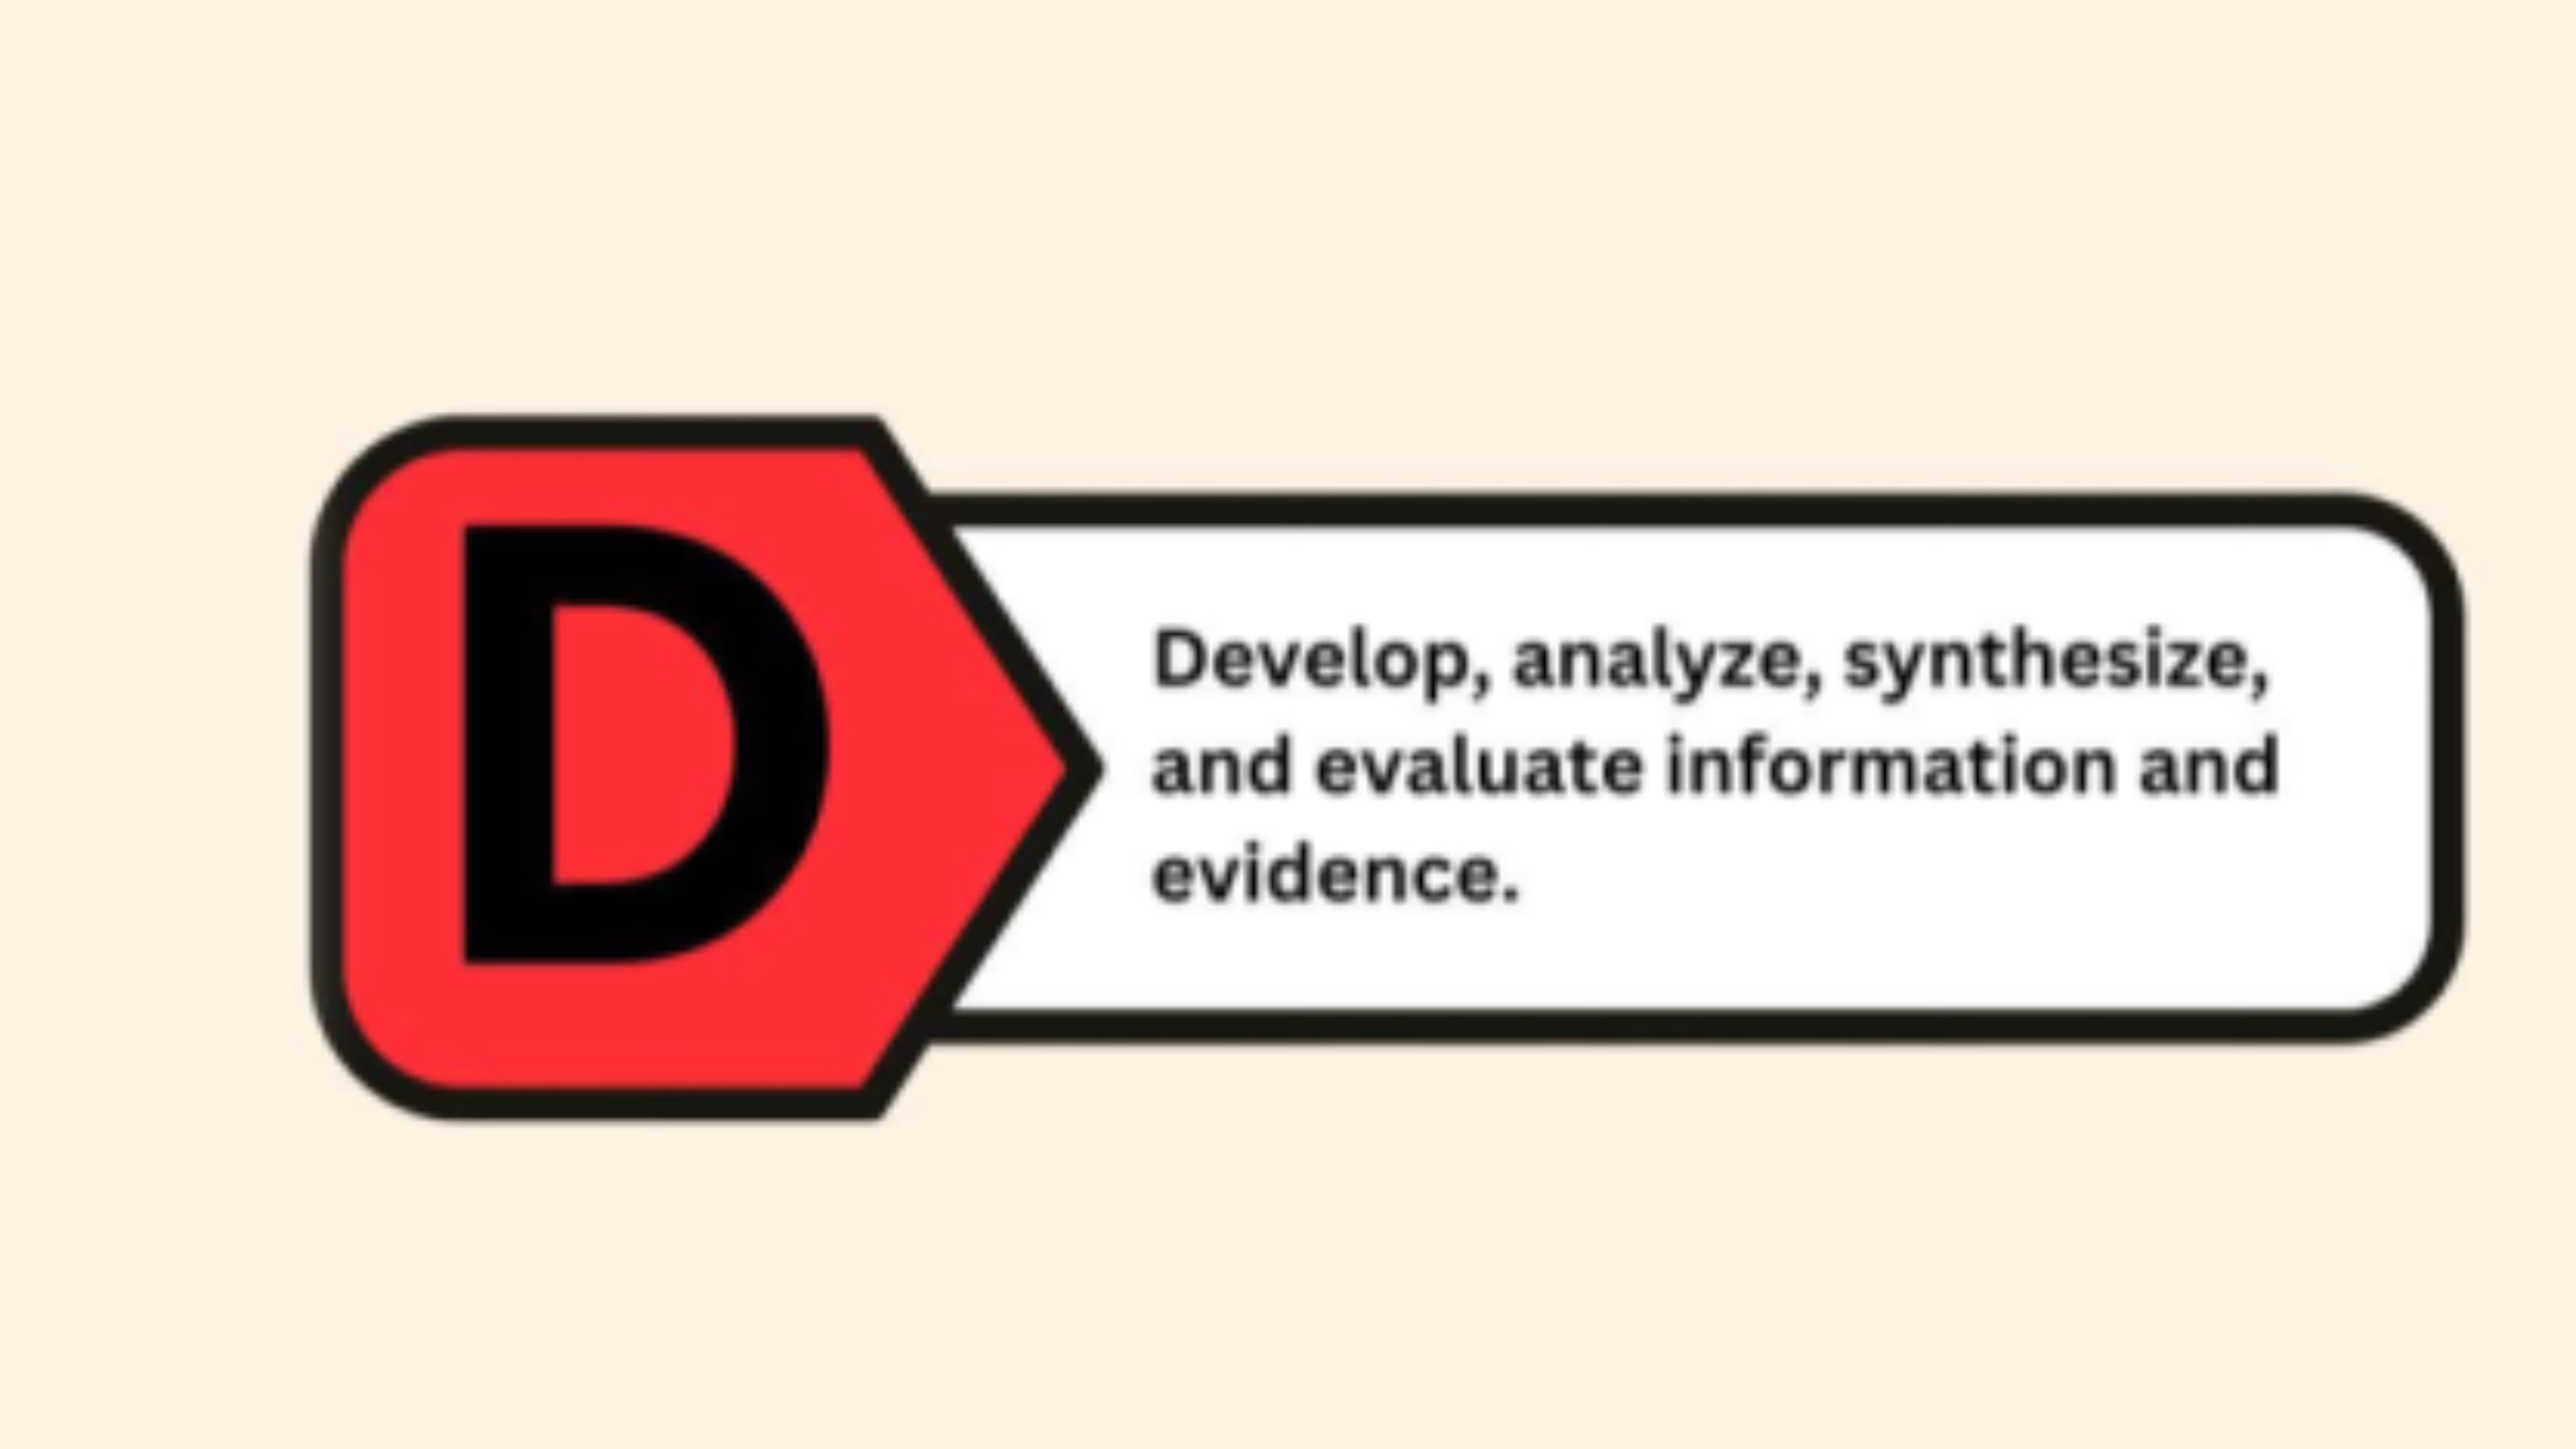 D
Develop, analyze, synthesize,
and evaluate information and
evidence.